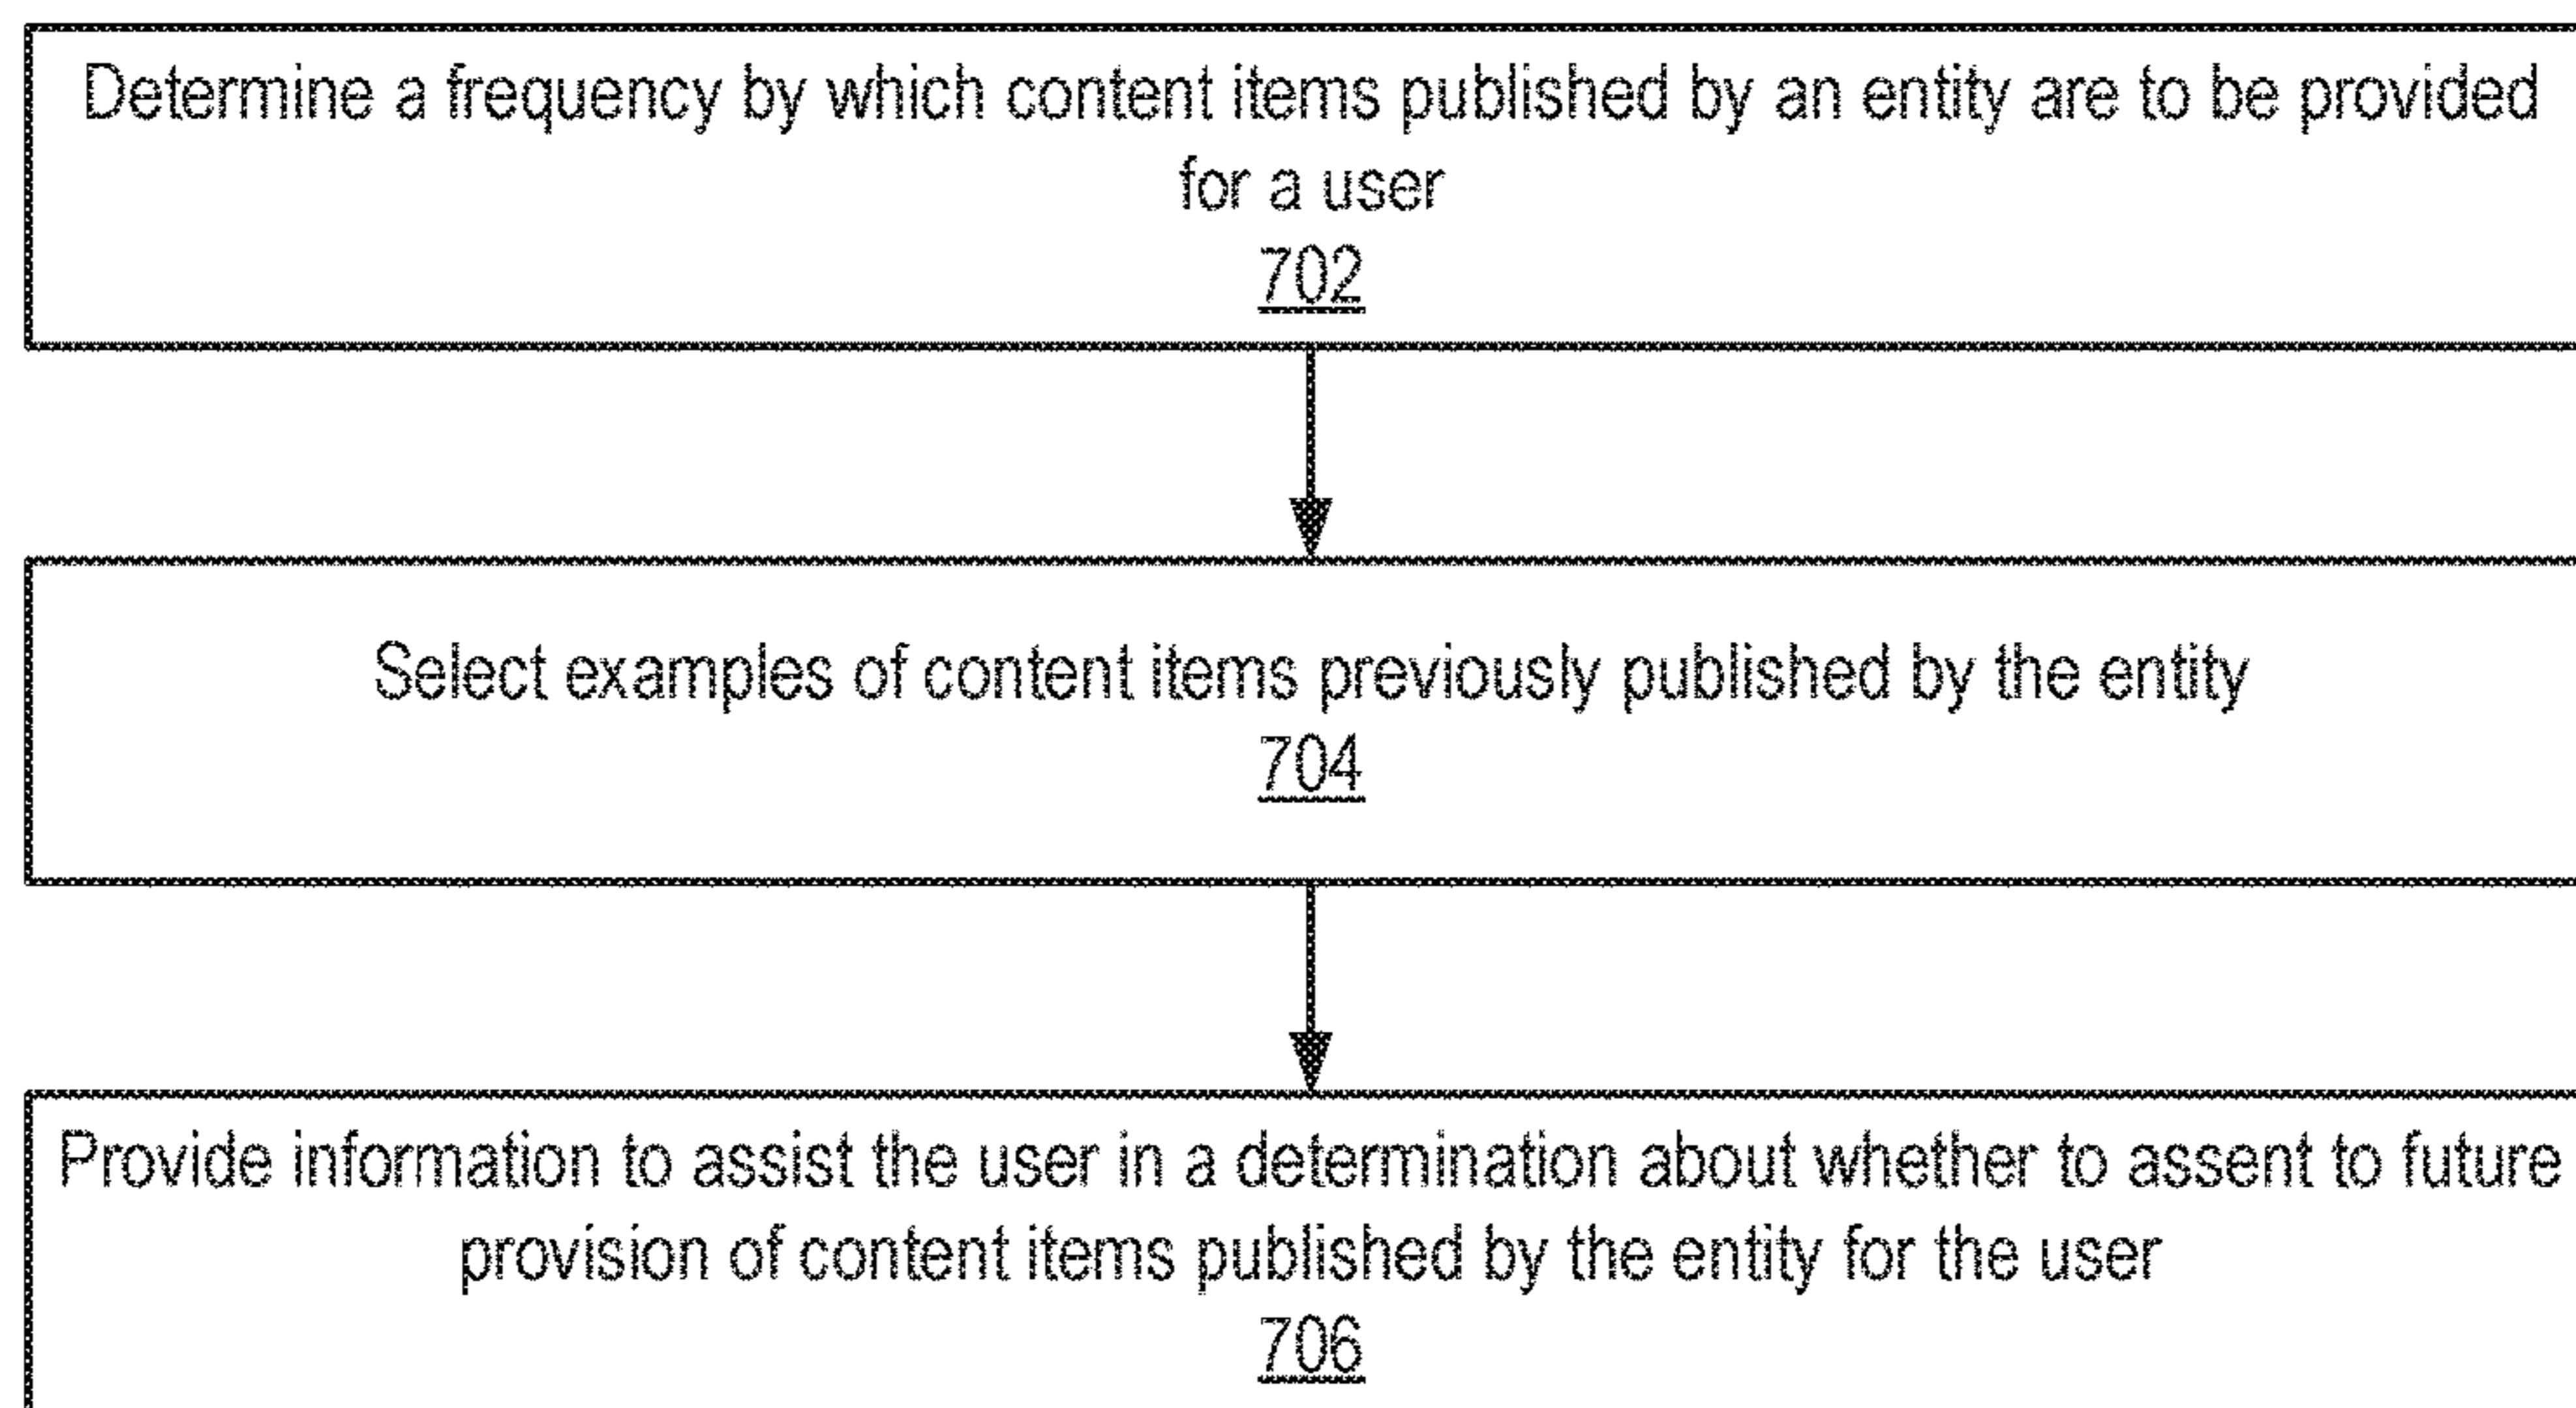 Determine a frequency by which content items published by an entity are to be provided
for a user
702
Select examples of content items previously published by the entity
704
Provide information to assist the user in a determination about whether to assent to future
provision of content items published by the entity for the user
706